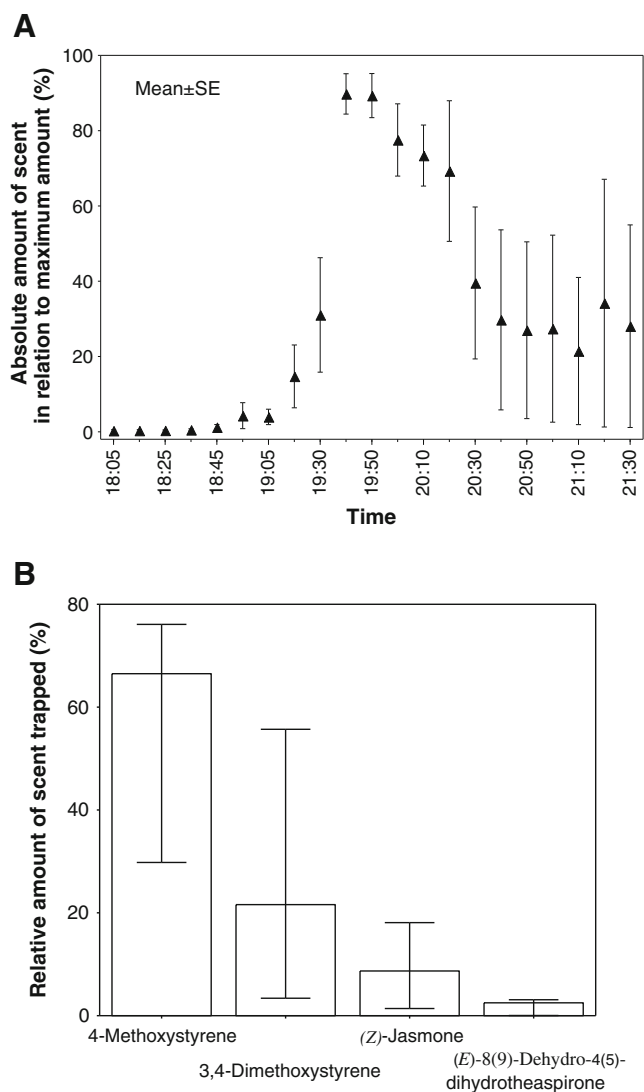 A
Absolute amount of scent
in relation to maximum amount (%)
Mean±SE
100
80
60
40
20
0
18:05
18:25
18:45
19:05
19:30
19:50
20:10
20:30
20:50
21:10
21:30
Time
B
Relative amount of scent trapped (%)
80
60
40
20
0
4-Methoxystyrene
3,4-Dimethoxystyrene
(Z)-Jasmone
(E)-8(9)-Dehydro-4(5)-
dihydrotheaspirone